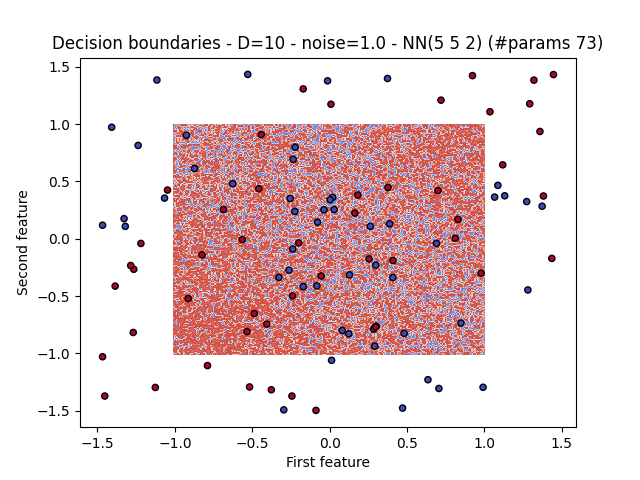 Decision boundaries - D=10 - noise=1.0 - NN(5 5 2) (#params 73)
1.5
1.0
0.5
0.0
−0.5
−1.0
−1.5
Second feature
−1.5 −1.0 −0.5 0.0 0.5 1.0 1.5
First feature